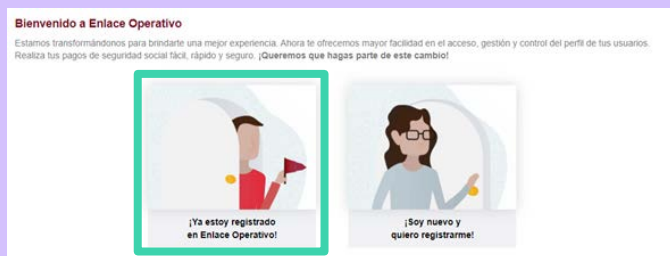 Bienvenido a Enlace Operativo
Estamos transformándonos para brindarte una mejor experiencia. Ahora te ofrecemos mayor facilidad en el acceso, gestión y control del perfil de tus usuarios.
Realiza tus pagos de seguridad social fácil, rápido y seguro. ¡Queremos que hagas parte de este cambio!
¡Ya estoy registrado
en Enlace Operativo!
¡Soy nuevo y
quiero registrarme!